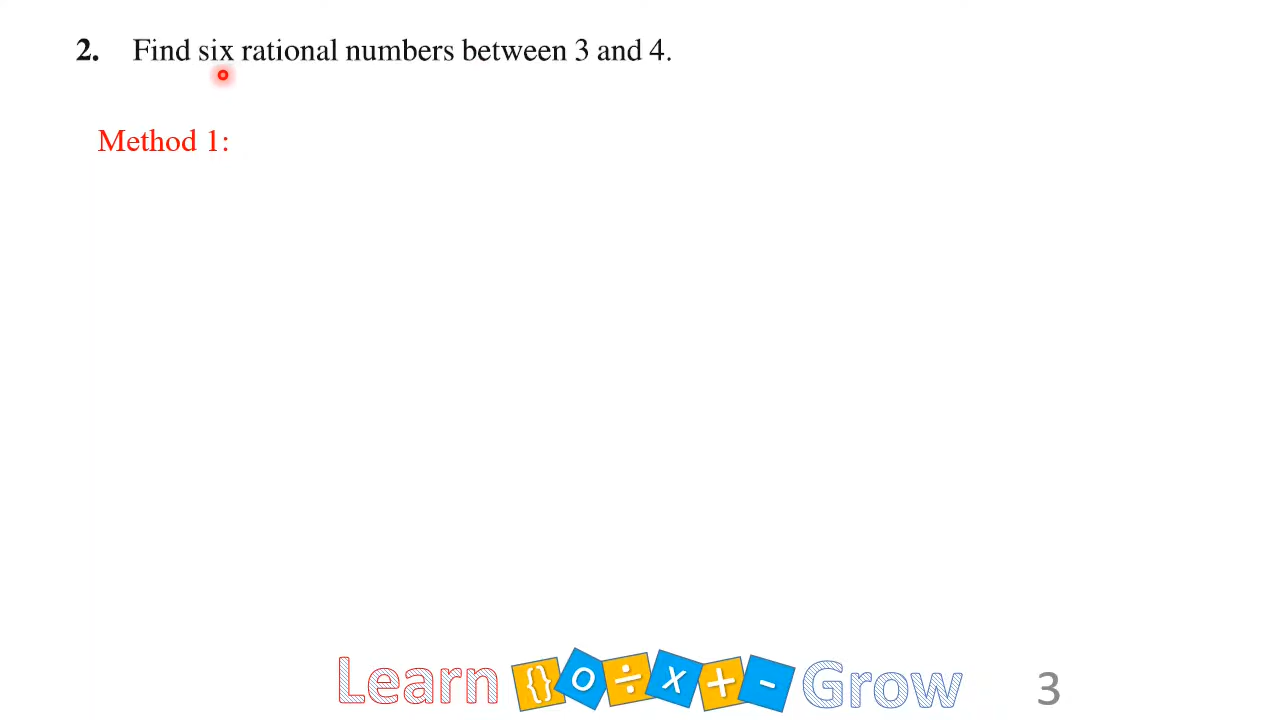 2. Find six rational numbers between 3 and 4.
Method 1:
Learn {} ÷ x + - Grow 3